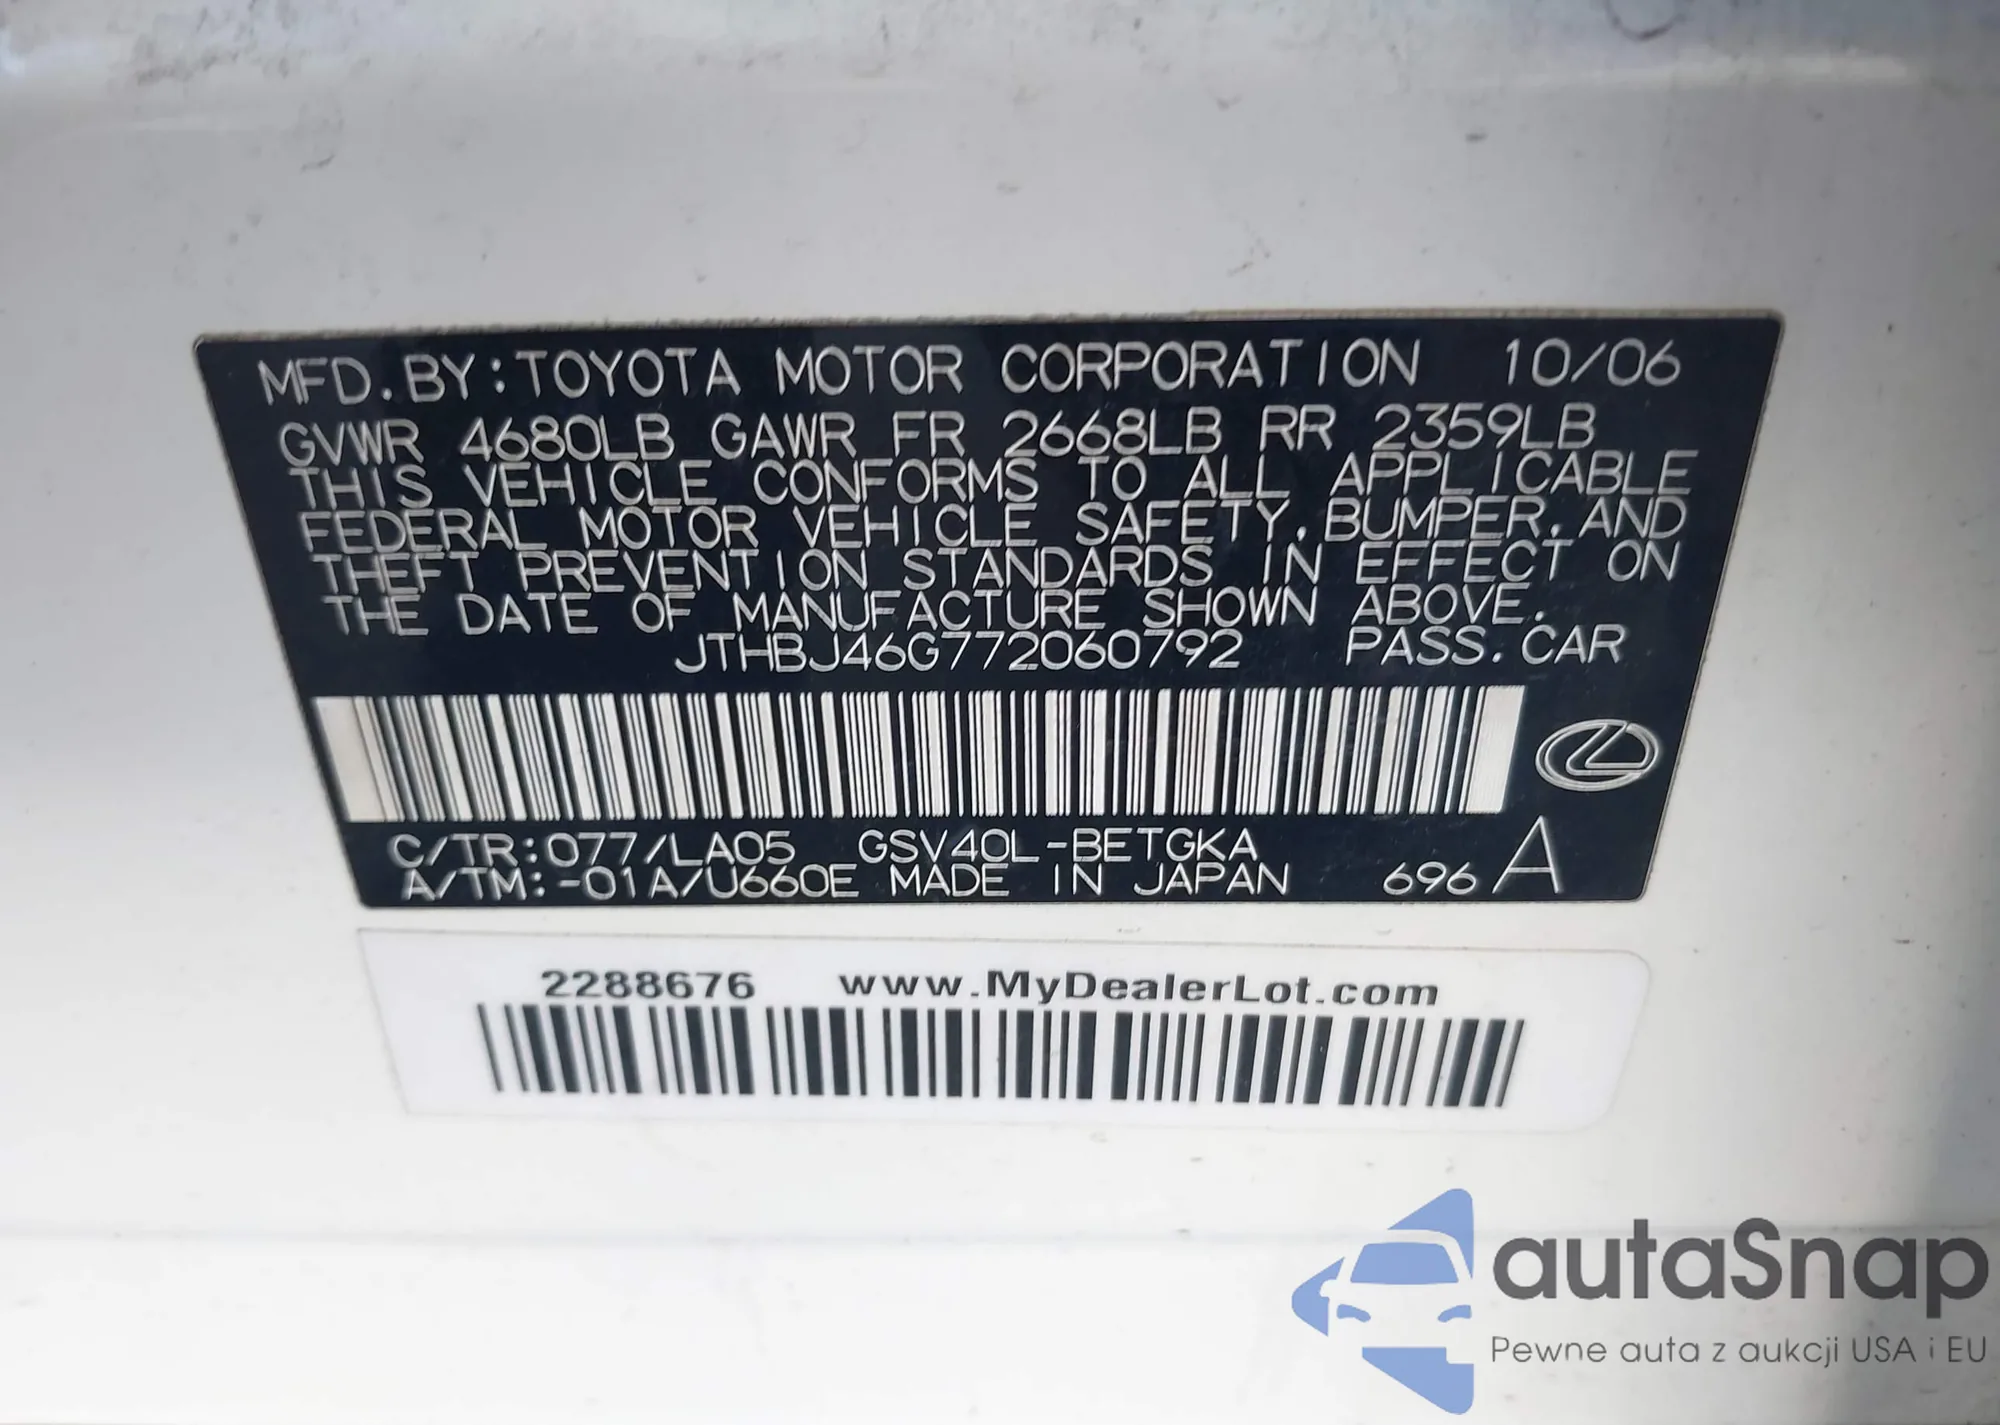 MFD. BY: TOYOTA MOTOR CORPORATION 10/06
GVWR 4680LB GAWR FR 2668LB RR 2359LB
THIS VEHICLE CONFORMS TO ALL APPLICABLE
FEDERAL MOTOR VEHICLE SAFETY, BUMPER, AND
THEFT PREVENTION STANDARDS IN EFFECT ON
THE DATE OF MANUFACTURE SHOWN ABOVE.
JTHBJ46G772060792 PASS. CAR
C/TR: 077/LA05 GSV40L-BETGKA
A/TM: -01A/U660E MADE IN JAPAN 696 A
2288676 www.MyDealerLot.com
autaSnap
Pewne auta z aukcji USA i EU